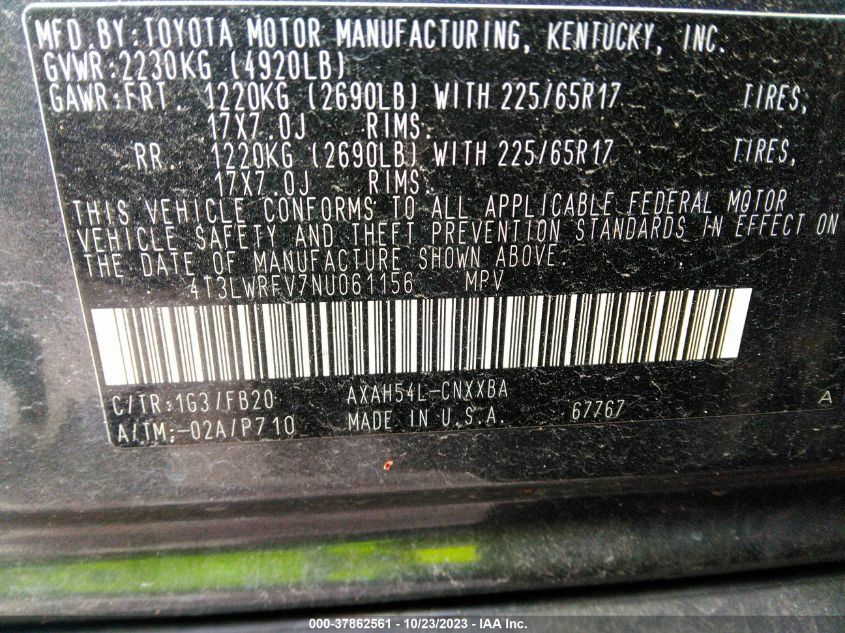 MFD.BY:TOYOTA MOTOR MANUFACTURING, KENTUCKY, INC.
GVWR:2230KG (4920LB)
GAWR:FRT. 1220KG (2690LB) WITH 225/65R17 TIRES,
17X7.0J RIMS.
RR. 1220KG (2690LB) WITH 225/65R17 TIRES,
17X7.0J RIMS.
THIS VEHICLE CONFORMS TO ALL APPLICABLE FEDERAL MOTOR
VEHICLE SAFETY AND THEFT PREVENTION STANDARDS IN EFFECT ON
THE DATE OF MANUFACTURE SHOWN ABOVE.
4T3LWRFV7NU061156 MPV
C/TR:1G3/FB20 AXAH54L-CNXXBA
A/TM:-02A/P710 MADE IN U.S.A. 67767 A
000-37862561 - 10/23/2023 - IAA Inc.